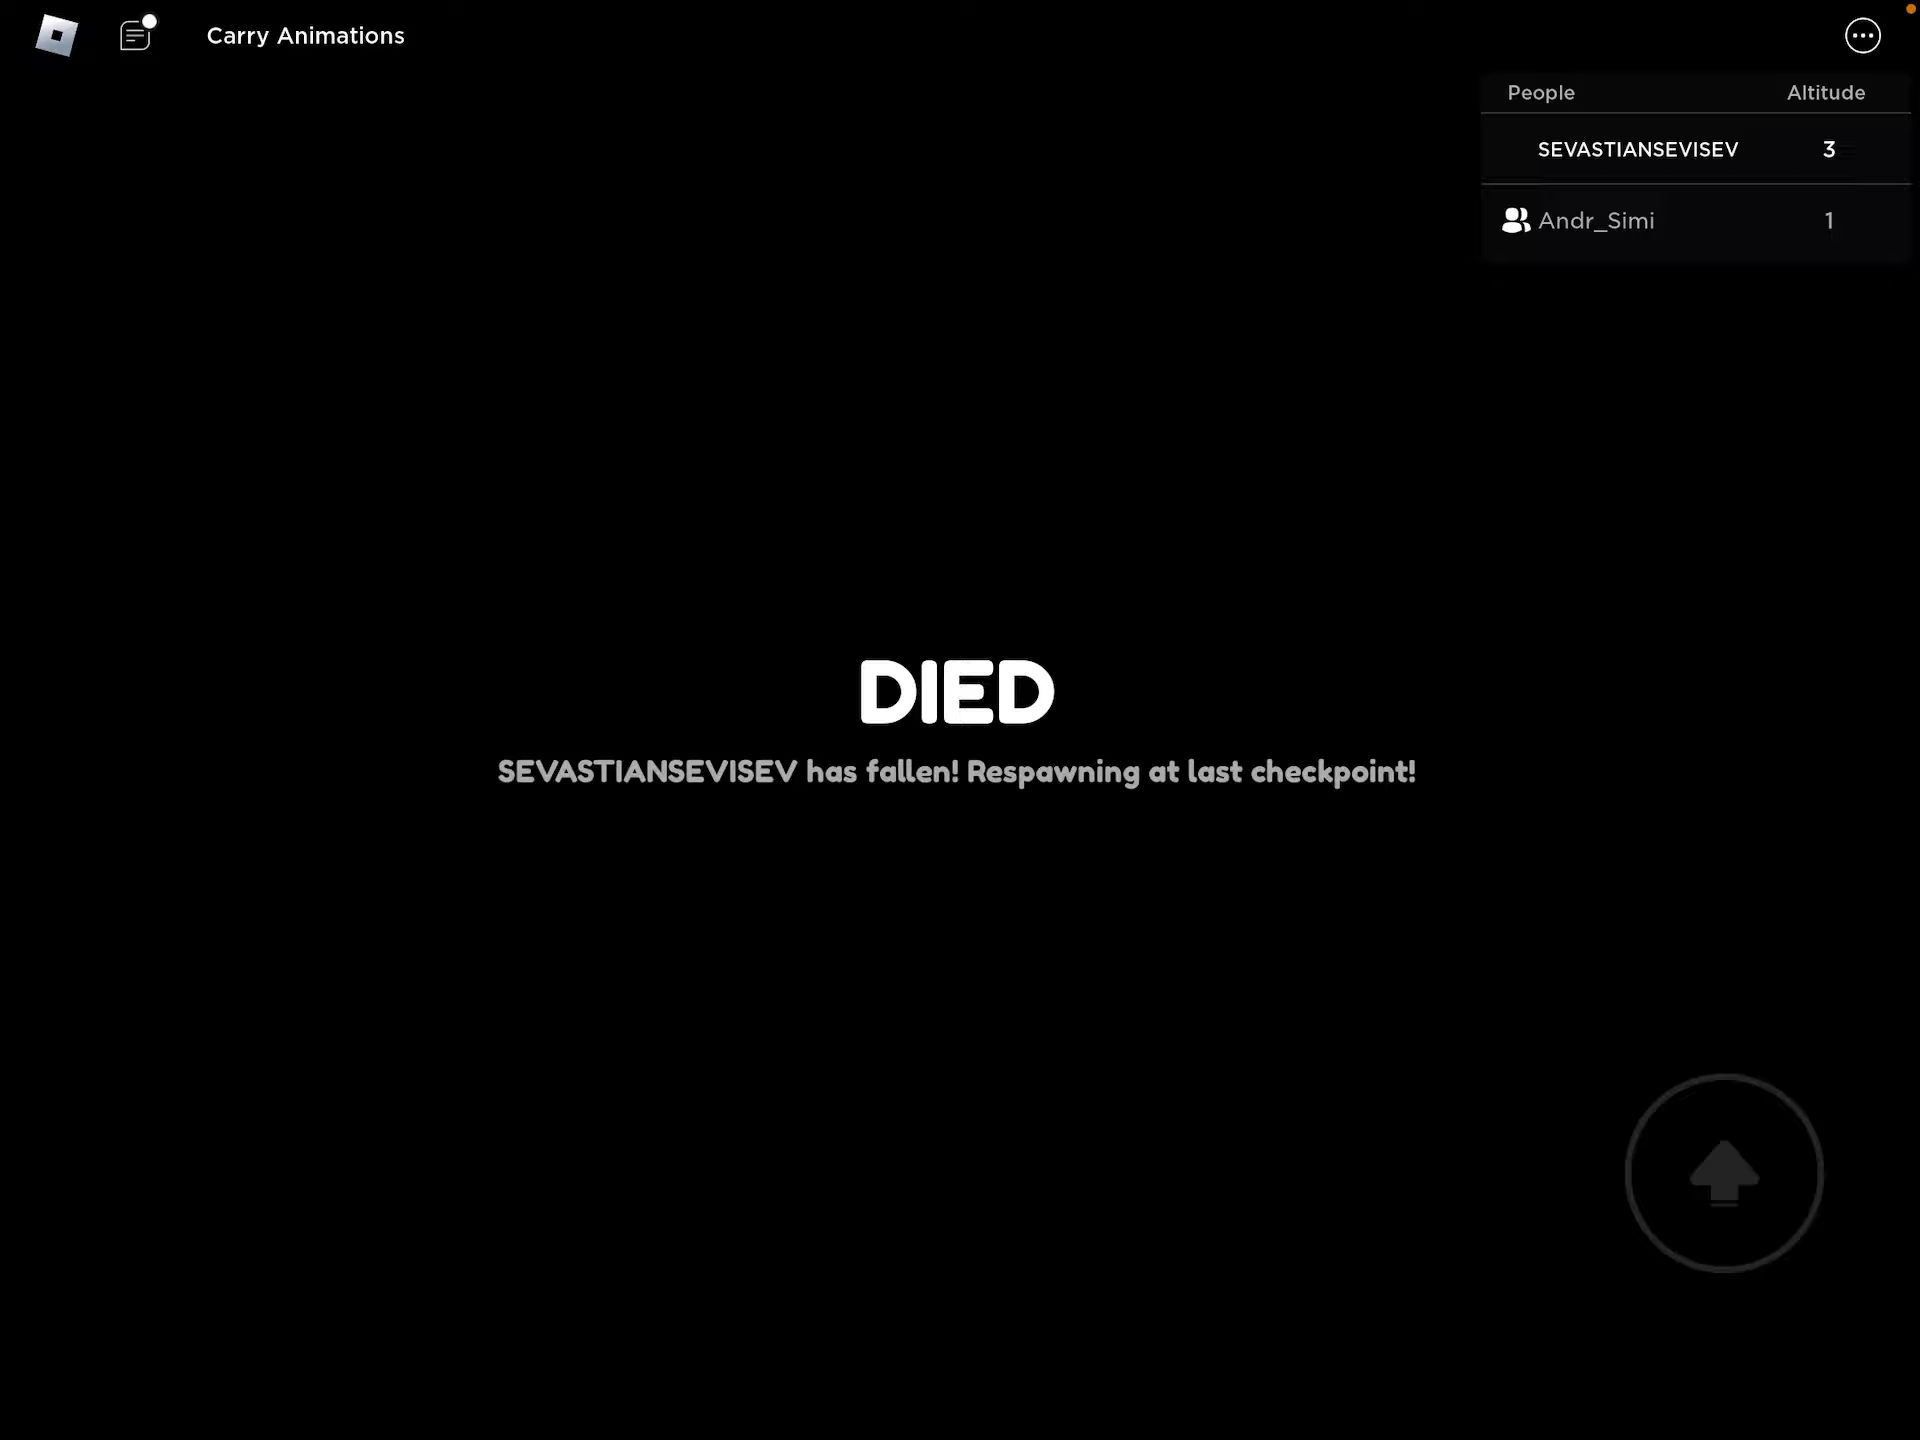 Carry Animations
People Altitude
SEVASTIANSEVISEV 3
Andr_Simi 1
DIED
SEVASTIANSEVISEV has fallen! Respawning at last checkpoint!